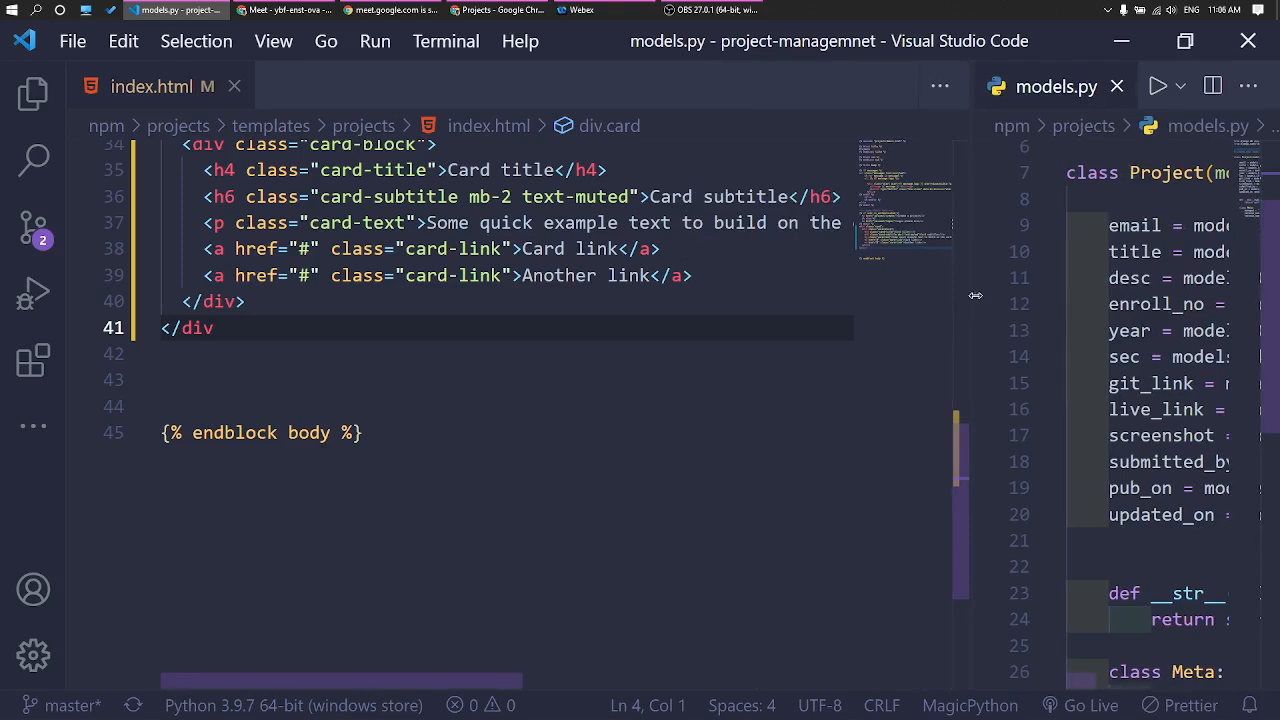 models.py - project-...
Meet - ybf-enst-ova ...
meet.google.com is s...
Projects - Google Chr...
Webex
OBS 27.0.1 (64-bit, w...
ENG
11:06 AM
File Edit Selection View Go Run Terminal Help
models.py - project-managemnet - Visual Studio Code
index.html M
models.py
npm projects templates projects index.html div.card
npm projects models.py ...
34 <div class="card-block">
35 <h4 class="card-title">Card title</h4>
36 <h6 class="card-subtitle mb-2 text-muted">Card subtitle</h6>
37 <p class="card-text">Some quick example text to build on the
38 <a href="#" class="card-link">Card link</a>
39 <a href="#" class="card-link">Another link</a>
40 </div>
41 </div
42
43
44
45 {% endblock body %}
6
7 class Project(mo
8
9 email = model
10 title = model
11 desc = models
12 enroll_no =
13 year = model
14 sec = models
15 git_link = m
16 live_link =
17 screenshot =
18 submitted_by
19 pub_on = mod
20 updated_on =
21
22
23 def __str__
24 return s
25
26 class Meta:
2
master*
Python 3.9.7 64-bit (windows store)
0 0
Ln 4, Col 1
Spaces: 4
UTF-8
CRLF
MagicPython
Go Live
Prettier